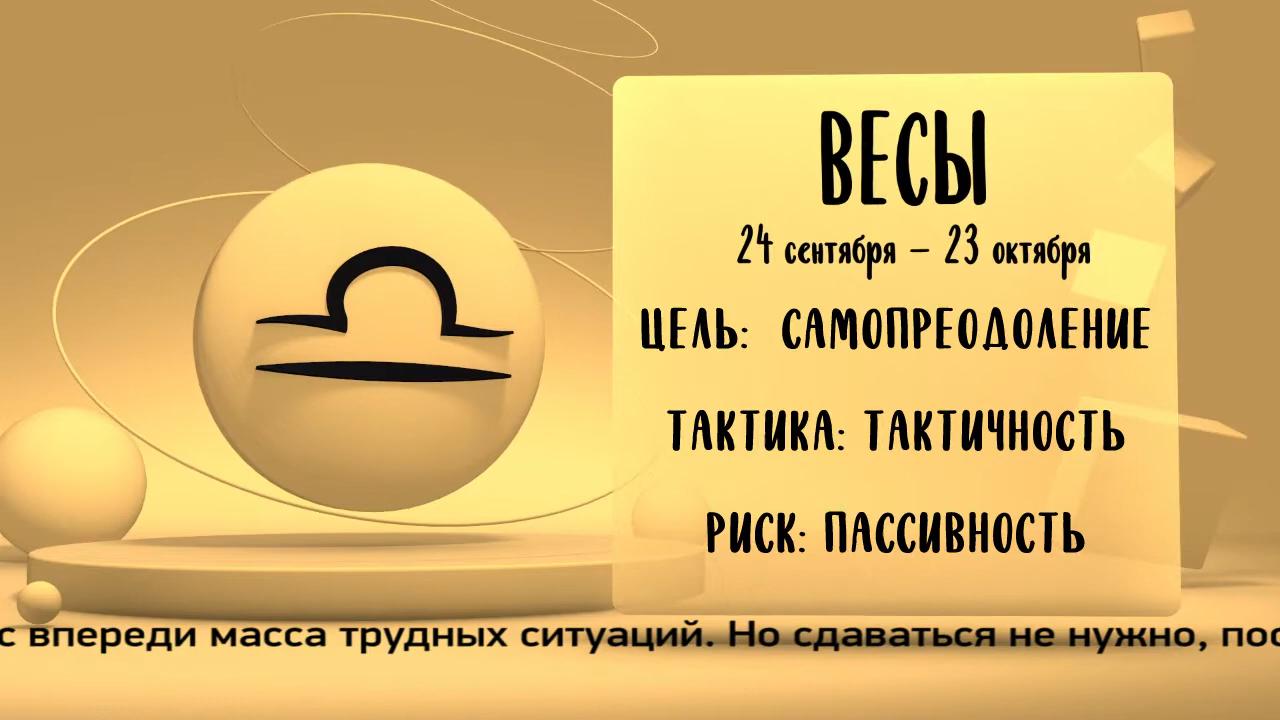 ВЕСЫ
24 сентября – 23 октября
ЦЕЛЬ: САМОПРЕОДОЛЕНИЕ
ТАКТИКА: ТАКТИЧНОСТЬ
РИСК: ПАССИВНОСТЬ
впереди масса трудных ситуаций. Но сдаваться не нужно,